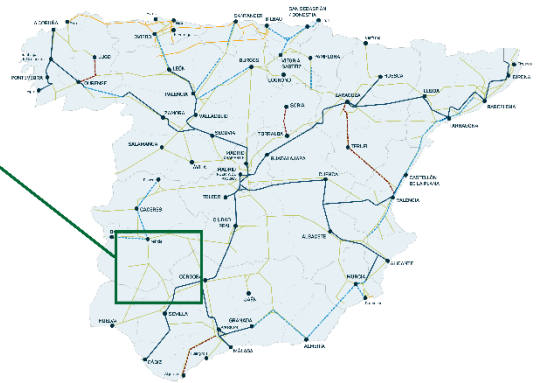 SANTANDER
BILBAO
SAN SEBASTIÁN
/ DONOSTIA
A CORUÑA
OVIEDO
LUGO
VITORIA
GASTEIZ
PAMPLONA
LEÓN
BURGOS
LOGROÑO
HUESCA
PONTEVEDRA
OURENSE
PALENCIA
SORIA
ZARAGOZA
LLEIDA
GIRONA
BARCELONA
ZAMORA
VALLADOLID
TARRAGONA
SEGOVIA
TORRALBA
SALAMANCA
GUADALAJARA
ÁVILA
MADRID
MADRID
TERUEL
CUENCA
CASTELLÓN
DE LA PLANA
TOLEDO
VALENCIA
CÁCERES
CIUDAD
REAL
ALBACETE
ALICANTE
CÓRDOBA
MURCIA
JAÉN
HUELVA
SEVILLA
GRANADA
ALMERÍA
MÁLAGA
CÁDIZ